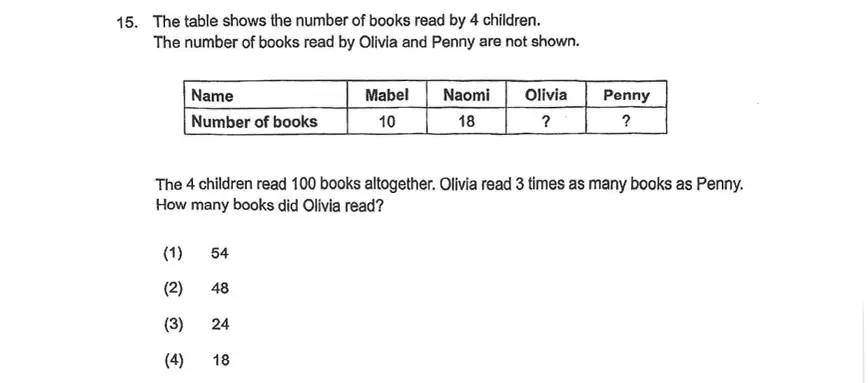 15. The table shows the number of books read by 4 children.
The number of books read by Olivia and Penny are not shown.
Name Mabel Naomi Olivia Penny
Number of books 10 18 ? ?
The 4 children read 100 books altogether. Olivia read 3 times as many books as Penny.
How many books did Olivia read?
(1) 54
(2) 48
(3) 24
(4) 18